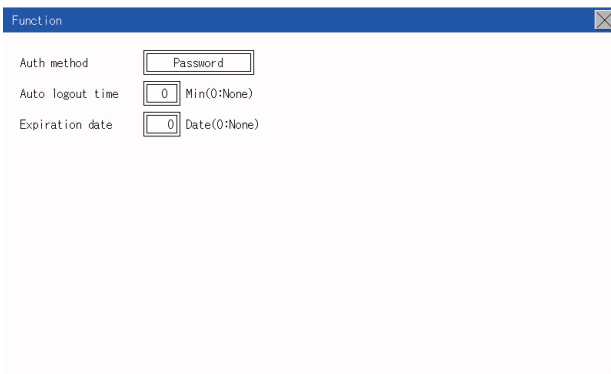 Function
Auth method Password
Auto logout time 0 Min(0:None)
Expiration date 0 Date(0:None)